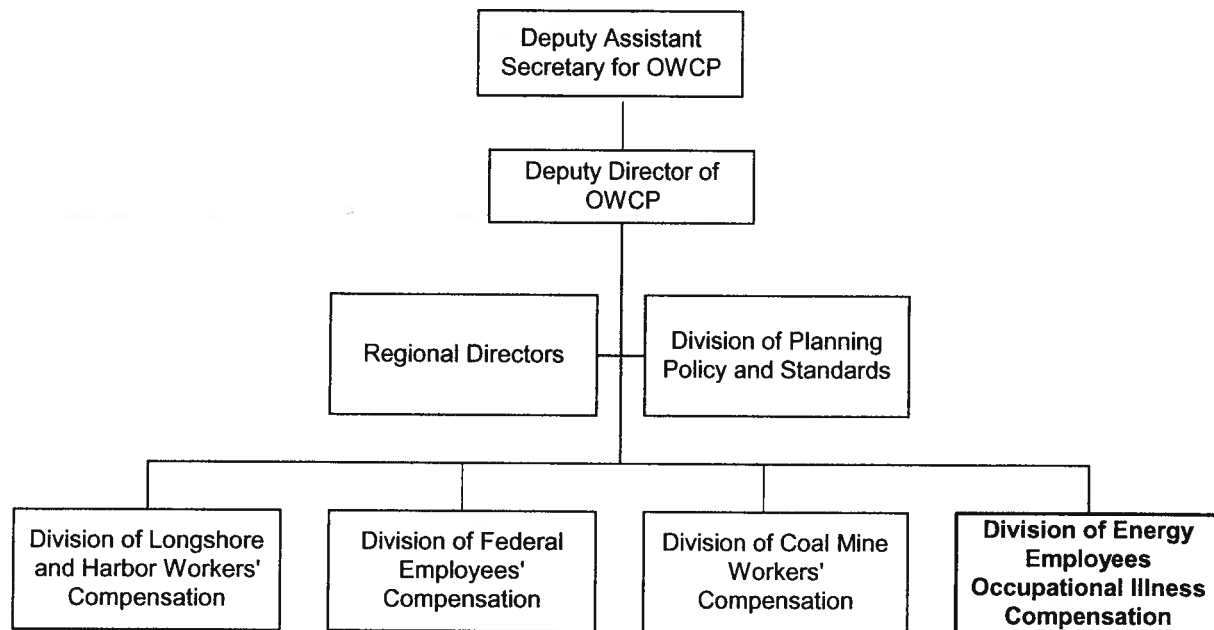 Deputy Assistant
Secretary for OWCP
Deputy Director of
OWCP
Regional Directors
Division of Planning
Policy and Standards
Division of Longshore
and Harbor Workers'
Compensation
Division of Federal
Employees'
Compensation
Division of Coal Mine
Workers'
Compensation
Division of Energy
Employees
Occupational Illness
Compensation